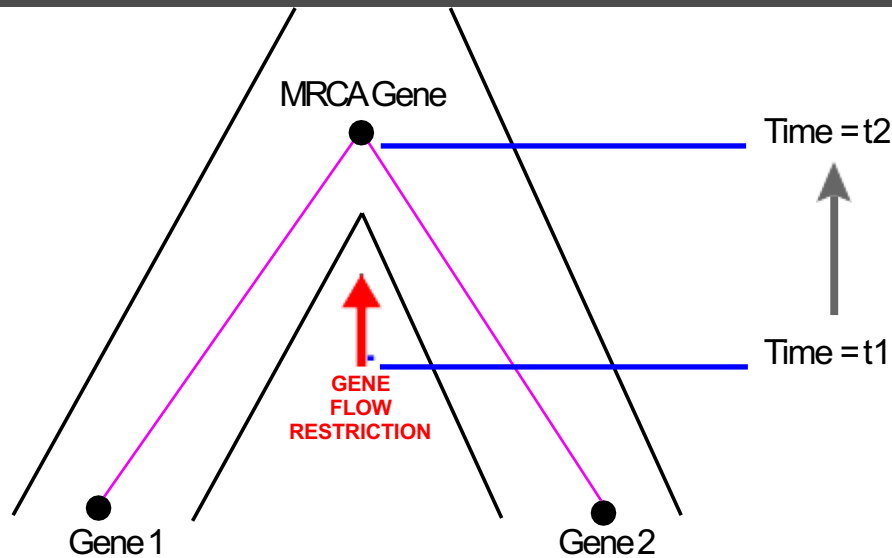 MRCA Gene
Time = t2
Time = t1
GENE
FLOW
RESTRICTION
Gene 1
Gene 2